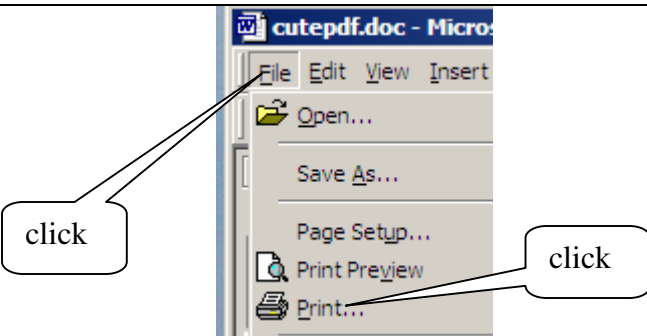 cutepdf.doc - Micros
File Edit View Insert
Open...
Save As...
click
Page Setup...
Print Preview
click
Print...